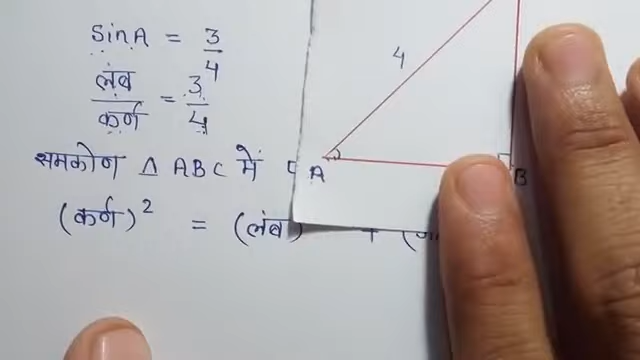 SinA = 3/4
लंब/कर्ण = 3/4
4
समकोण △ ABC में
A
B
(कर्ण)² = (लंब) +